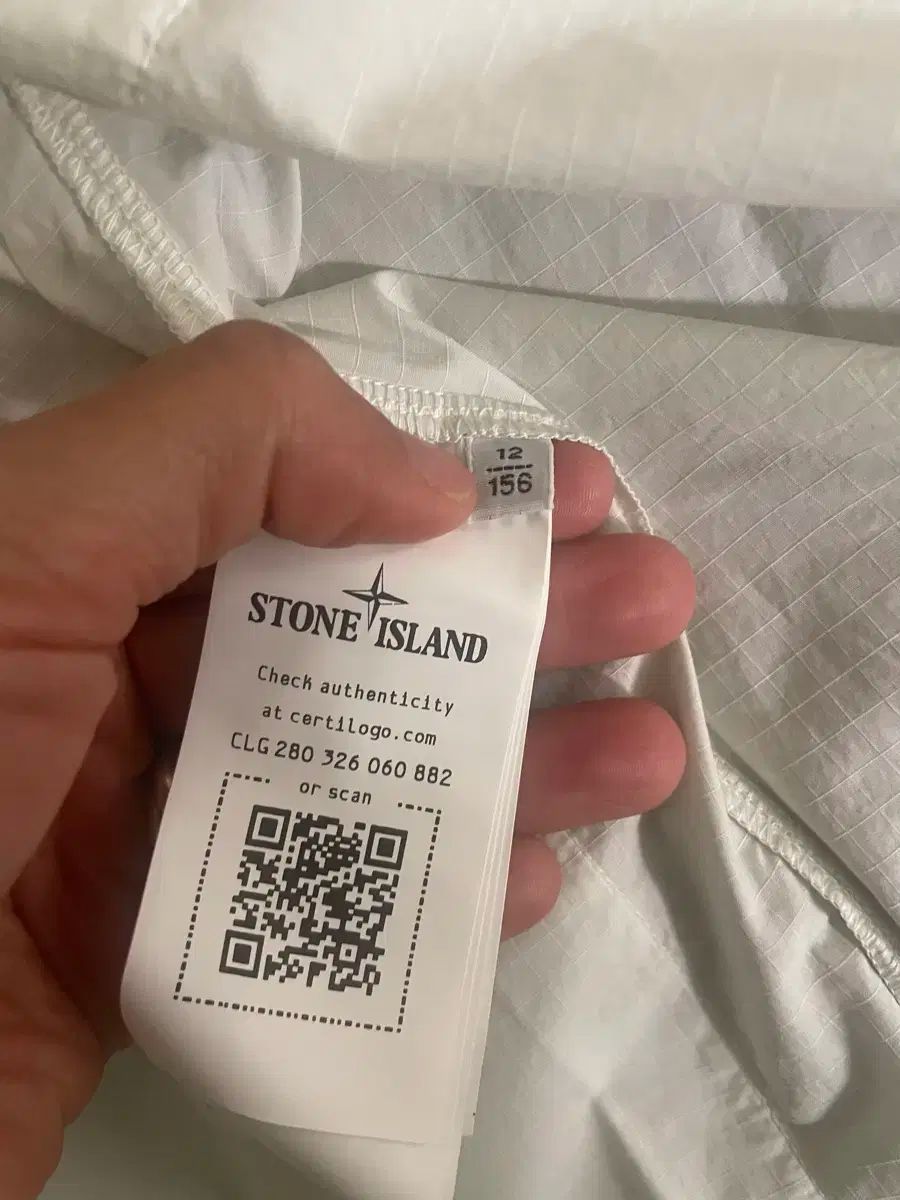 12
156
STONE ISLAND
Check authenticity
at certilogo.com
CLG 280 326 060 882
or scan